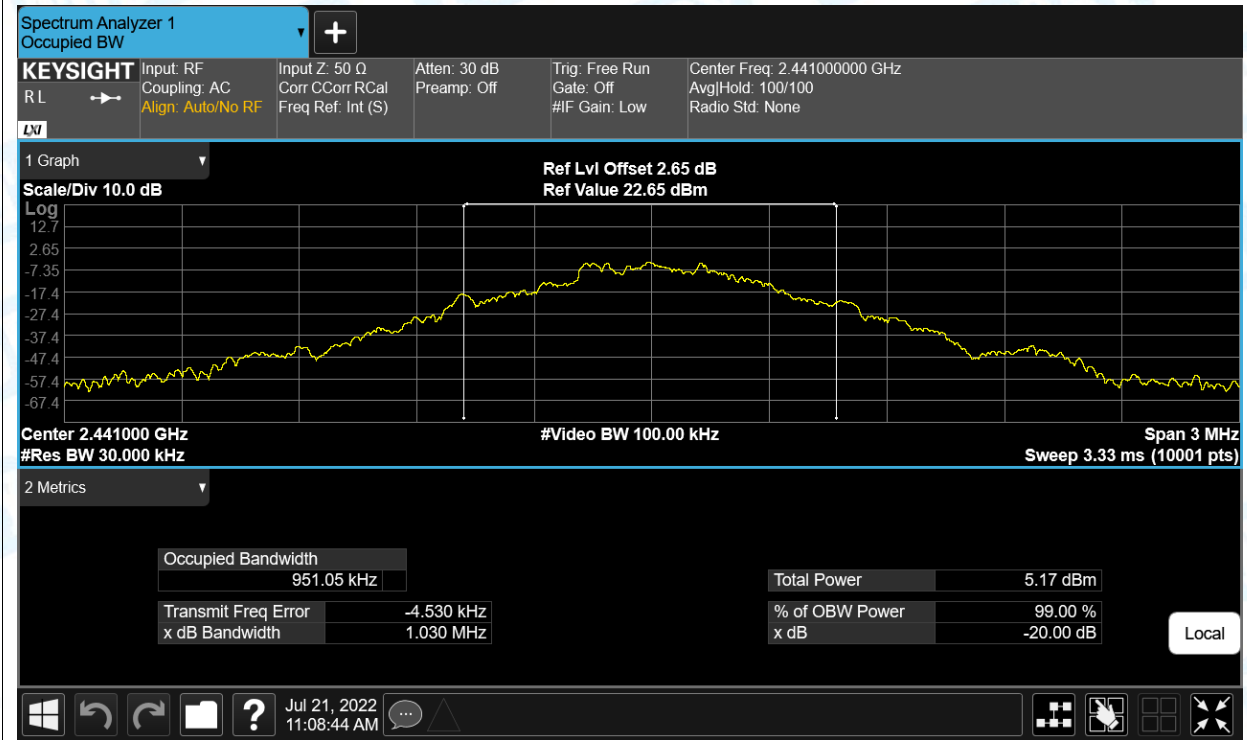 Spectrum Analyzer 1
Occupied BW
KEYSIGHT
R L
LXI
Input: RF
Coupling: AC
Align: Auto/No RF
Input Z: 50 Ω
Corr CCorr RCal
Freq Ref: Int (S)
Atten: 30 dB
Preamp: Off
Trig: Free Run
Gate: Off
#IF Gain: Low
Center Freq: 2.441000000 GHz
Avg|Hold: 100/100
Radio Std: None
1 Graph
Scale/Div 10.0 dB
Ref Lvl Offset 2.65 dB
Ref Value 22.65 dBm
Log
12.7
2.65
-7.35
-17.4
-27.4
-37.4
-47.4
-57.4
-67.4
Center 2.441000 GHz
#Res BW 30.000 kHz
#Video BW 100.00 kHz
Span 3 MHz
Sweep 3.33 ms (10001 pts)
2 Metrics
Occupied Bandwidth
951.05 kHz
Transmit Freq Error -4.530 kHz
x dB Bandwidth 1.030 MHz
Total Power 5.17 dBm
% of OBW Power 99.00 %
x dB -20.00 dB
Local
?
Jul 21, 2022
11:08:44 AM